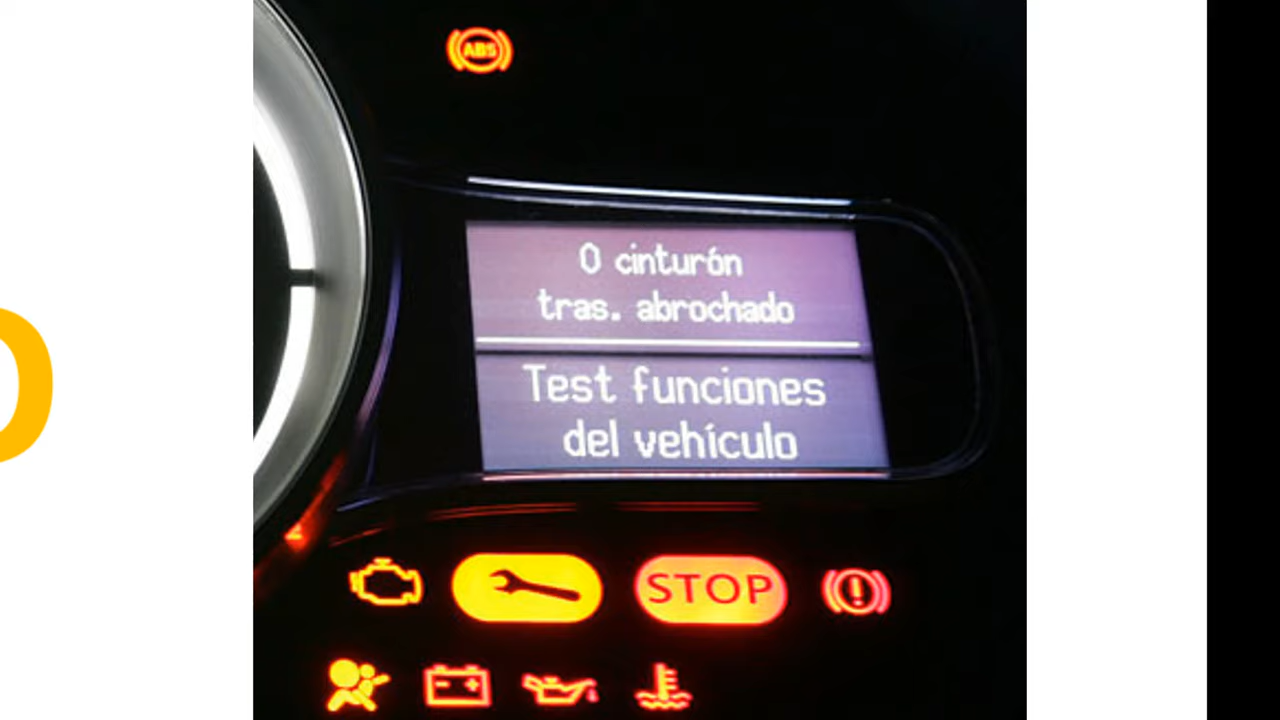 ABS
0 cinturón
tras. abrochado
Test funciones
del vehículo
STOP